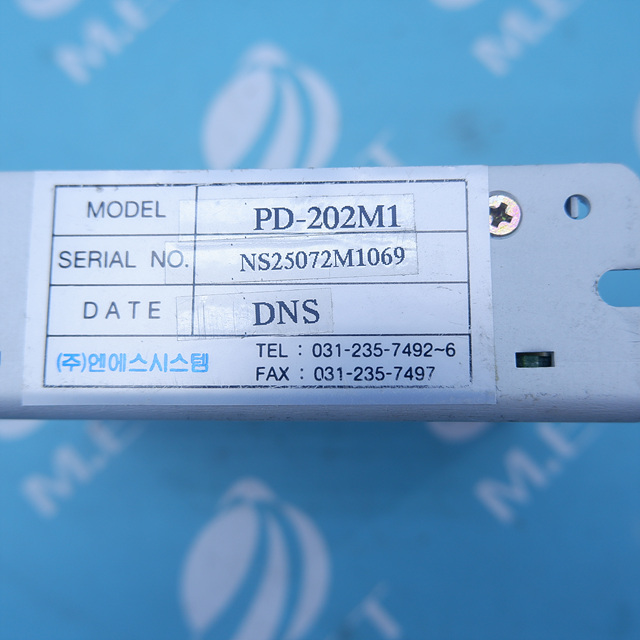 MODEL PD-202M1
SERIAL NO. NS25072M1069
DATE DNS
(주)엔에스시스템 TEL : 031-235-7492~6
FAX : 031-235-7497